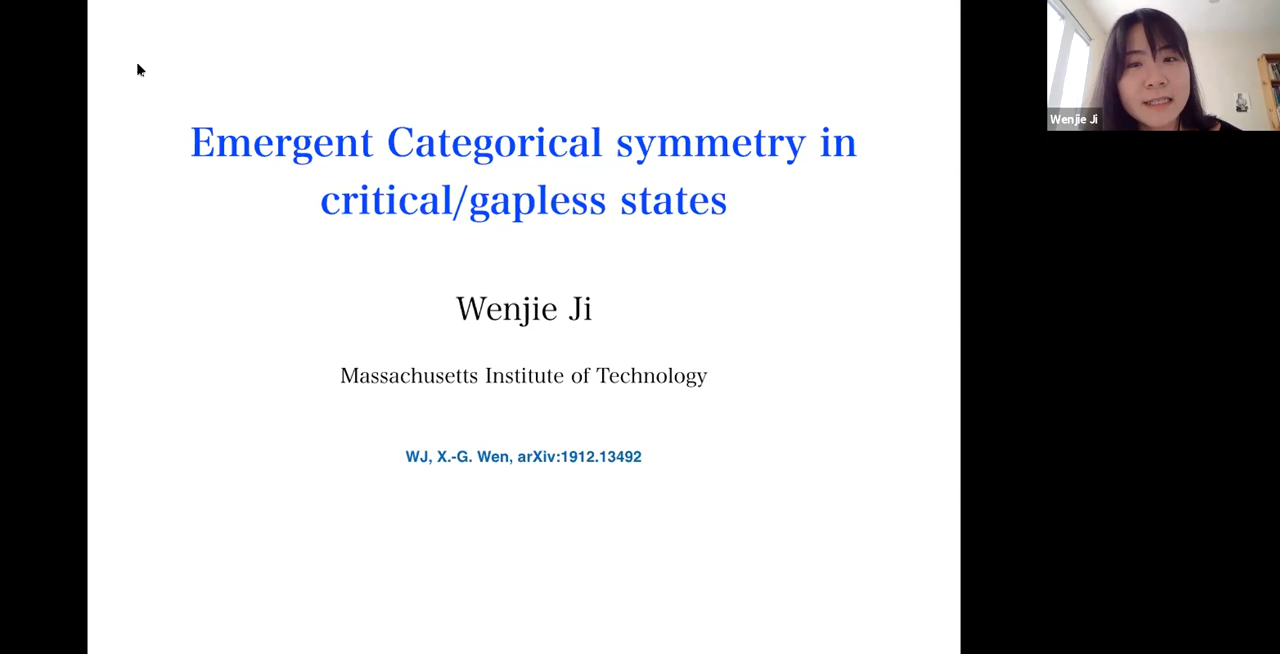 Emergent Categorical symmetry in
critical/gapless states
Wenjie Ji
Massachusetts Institute of Technology
WJ, X.-G. Wen, arXiv:1912.13492
Wenjie Ji